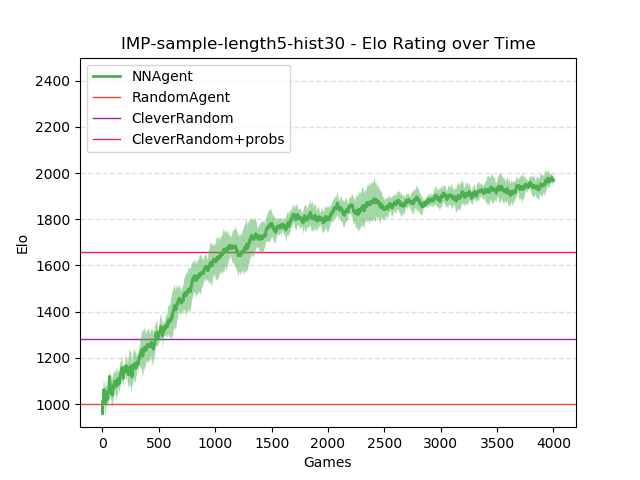 IMP-sample-length5-hist30 - Elo Rating over Time
NNAgent
RandomAgent
CleverRandom
CleverRandom+probs
Elo
2400
2200
2000
1800
1600
1400
1200
1000
0 500 1000 1500 2000 2500 3000 3500 4000
Games